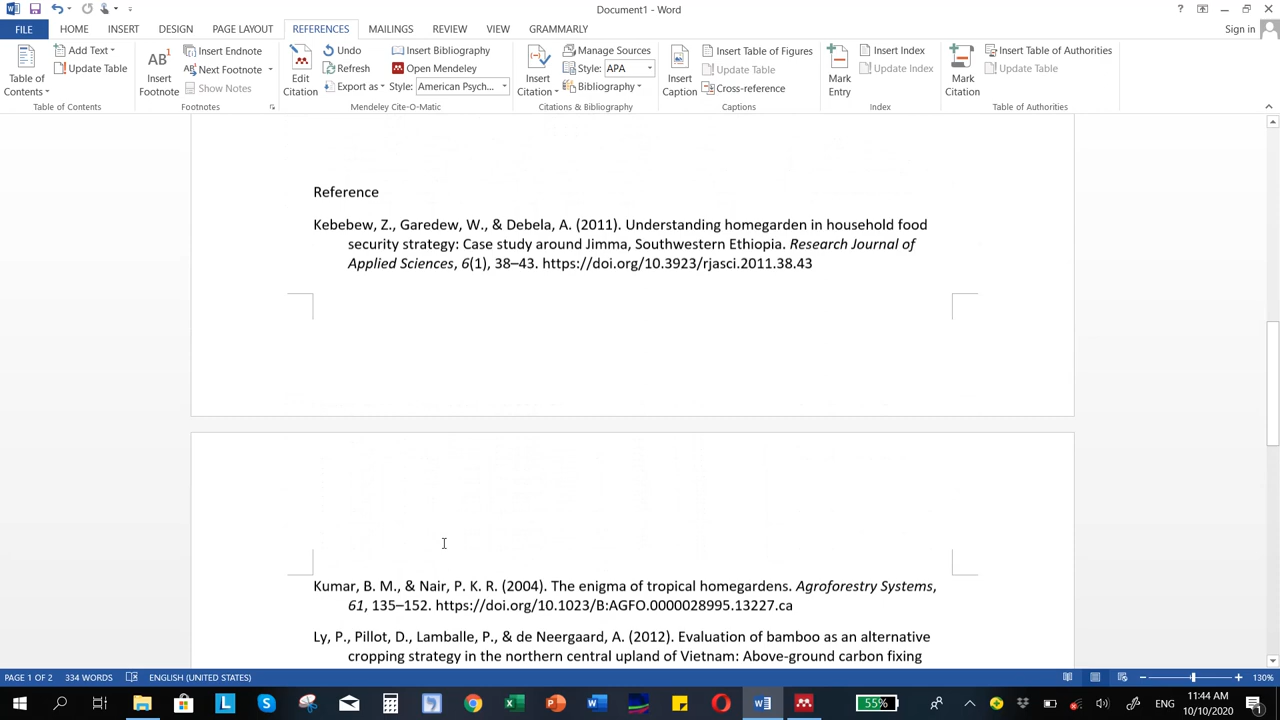 Document1 - Word
Sign in
FILE HOME INSERT DESIGN PAGE LAYOUT REFERENCES MAILINGS REVIEW VIEW GRAMMARLY
Table of Contents
Add Text
Update Table
Table of Contents
AB1
Insert Footnote
Insert Endnote
Next Footnote
Show Notes
Footnotes
Edit Citation
Undo
Refresh
Export as
Insert Bibliography
Open Mendeley
Style: American Psych...
Mendeley Cite-O-Matic
Insert Citation
Manage Sources
Style: APA
Bibliography
Citations & Bibliography
Insert Caption
Insert Table of Figures
Update Table
Cross-reference
Captions
Mark Entry
Insert Index
Update Index
Index
Mark Citation
Insert Table of Authorities
Update Table
Table of Authorities
Reference
Kebebew, Z., Garedew, W., & Debela, A. (2011). Understanding homegarden in household food
security strategy: Case study around Jimma, Southwestern Ethiopia. Research Journal of
Applied Sciences, 6(1), 38–43. https://doi.org/10.3923/rjasci.2011.38.43
Kumar, B. M., & Nair, P. K. R. (2004). The enigma of tropical homegardens. Agroforestry Systems,
61, 135–152. https://doi.org/10.1023/B:AGFO.0000028995.13227.ca
Ly, P., Pillot, D., Lamballe, P., & de Neergaard, A. (2012). Evaluation of bamboo as an alternative
cropping strategy in the northern central upland of Vietnam: Above-ground carbon fixing
PAGE 1 OF 2 334 WORDS ENGLISH (UNITED STATES) 130%
55% ENG 11:44 AM
10/10/2020